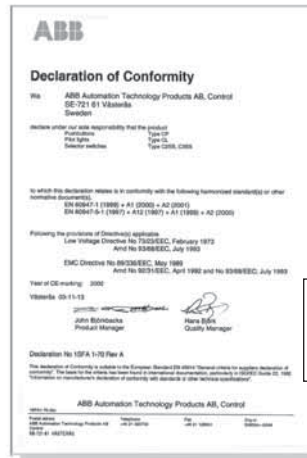 ABB
Declaration of Conformity
We ABB Automation Technology Products AB, Control
SE-721 61 Västerås
Sweden
declare under our sole responsibility that the product
Pushbuttons Type CP
Pilot lights Type CL
Selector switches
to which this declaration relates is in conformity with the following harmonized standard(s) or other
normative document(s).
EN 60947-1 (1999) + A1 (2000) + A2 (2001)
EN 60947-5-1 (1997) + A12 (1997) + A1 (1999) + A2 (2000)
Following the provisions of Directive(s) applicable
Low Voltage Directive No 73/23/EEC, February 1973
Amd No 93/68/EEC, July 1993
EMC Directive No 89/336/EEC, May 1989
Amd No 92/31/EEC, April 1992 and No 93/68/EEC, July 1993
Year of CE marking: 2000
Västerås 03-11-13
John Björnbacka
Product Manager
Hans Björk
Quality Manager
Declaration No 1SFA 1-70 Rev A
ABB Automation Technology Products AB, Control